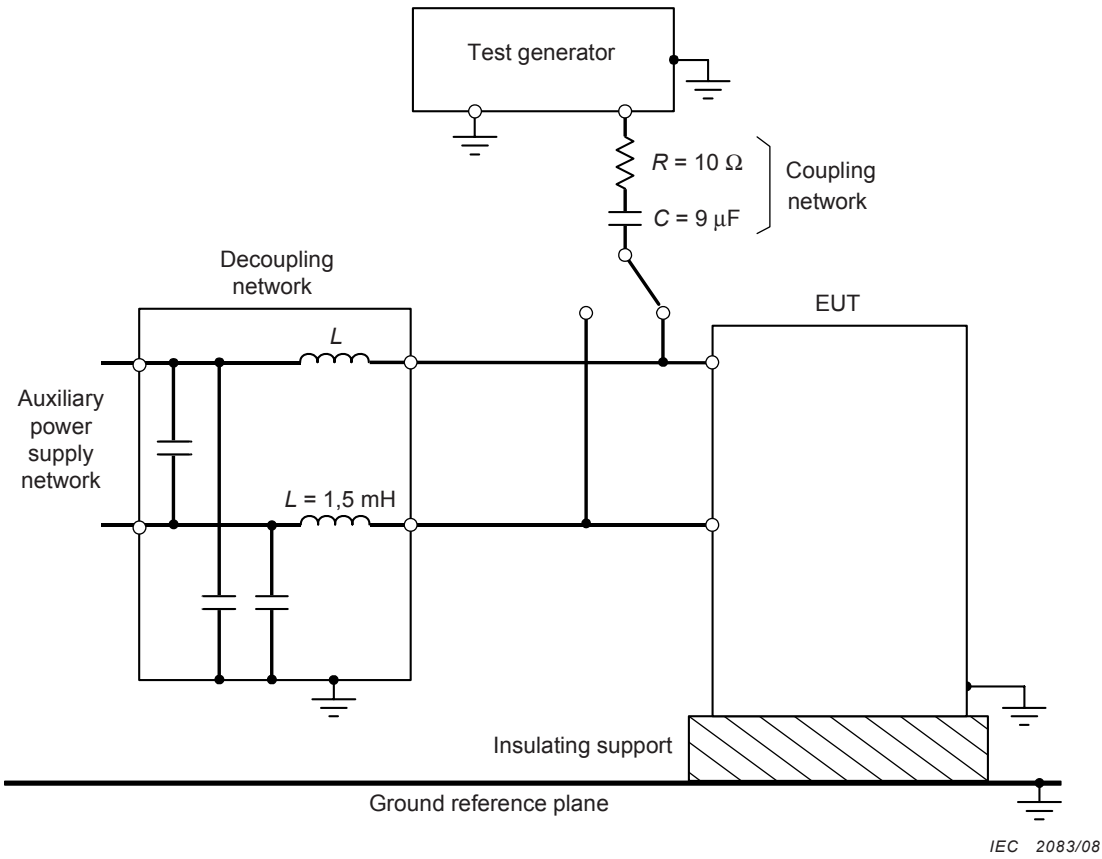 Test generator
R = 10 Ω
C = 9 μF
Coupling
network
Decoupling
network
EUT
L
Auxiliary
power
supply
network
L = 1,5 mH
Insulating support
Ground reference plane
IEC 2083/08